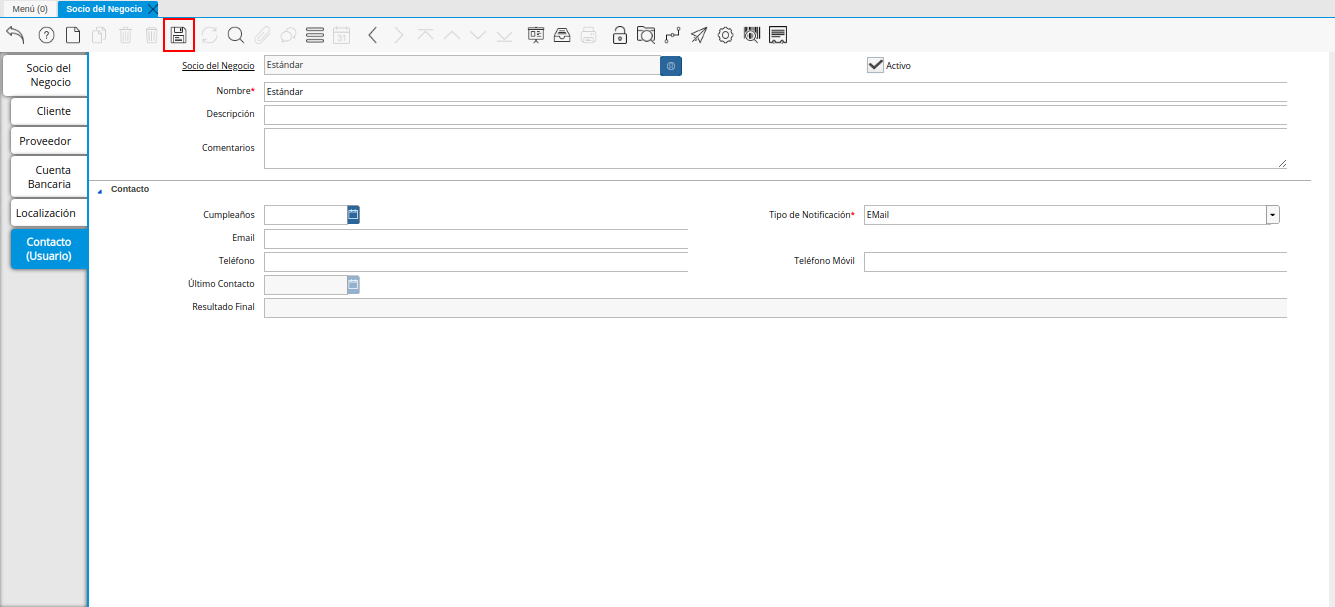 Menú (0)
Socio del Negocio
Socio del
Negocio
Cliente
Proveedor
Cuenta
Bancaria
Localización
Contacto
(Usuario)
Socio del Negocio
Estándar
Activo
Nombre*
Estándar
Descripción
Comentarios
Contacto
Cumpleaños
Tipo de Notificación*
EMail
Email
Teléfono
Teléfono Móvil
Último Contacto
Resultado Final